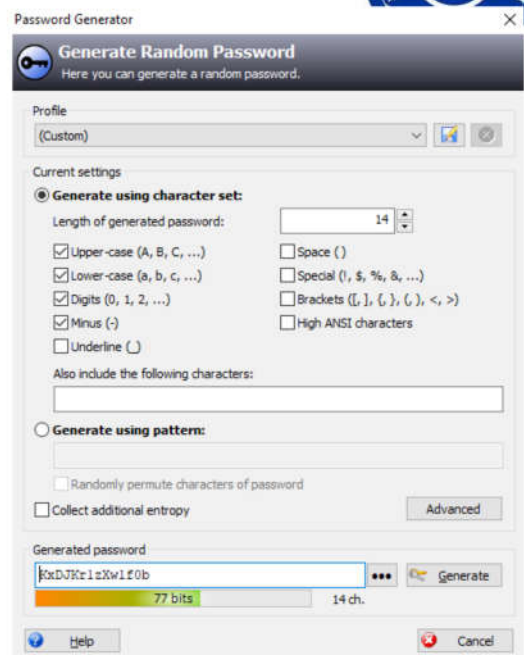 Password Generator
Generate Random Password
Here you can generate a random password.
Profile
(Custom)
Current settings
Generate using character set:
Length of generated password: 14
Upper-case (A, B, C, ...) Space ( )
Lower-case (a, b, c, ...) Special (!, $, %, &, ...)
Digits (0, 1, 2, ...) Brackets ([, ], {, }, (, ), <, >)
Minus (-) High ANSI characters
Underline (_)
Also include the following characters:
Generate using pattern:
Randomly permute characters of password
Collect additional entropy Advanced
Generated password
KxDJKr1zXw1f0b ••• Generate
77 bits 14 ch.
Help Cancel